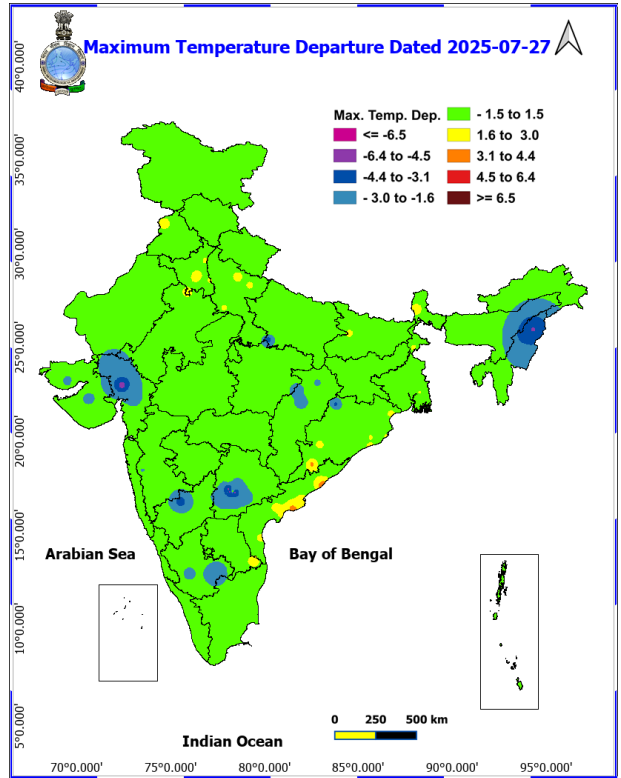 Maximum Temperature Departure Dated 2025-07-27
Max. Temp. Dep.
<= -6.5
-6.4 to -4.5
-4.4 to -3.1
- 3.0 to -1.6
- 1.5 to 1.5
1.6 to 3.0
3.1 to 4.4
4.5 to 6.4
>= 6.5
40°0.000'
35°0.000'
30°0.000'
25°0.000'
20°0.000'
15°0.000'
10°0.000'
5°0.000'
Arabian Sea
Bay of Bengal
Indian Ocean
0 250 500 km
70°0.000' 75°0.000' 80°0.000' 85°0.000' 90°0.000' 95°0.000'